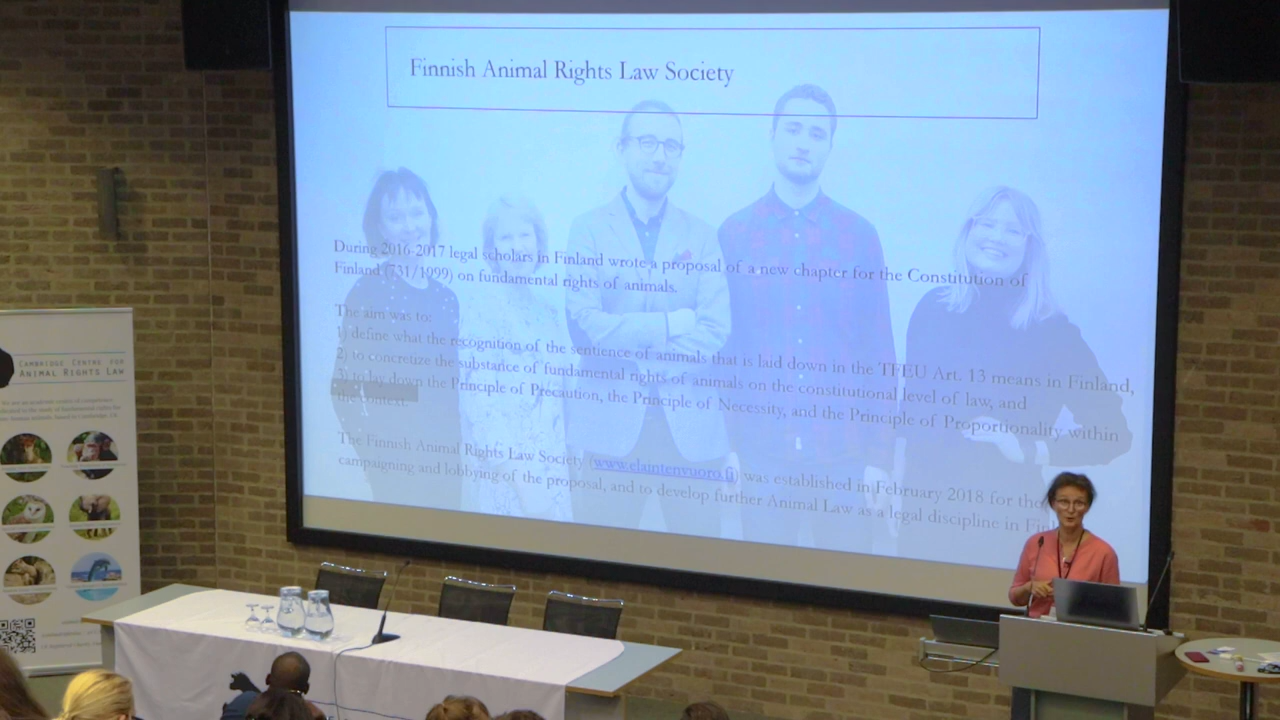 Finnish Animal Rights Law Society
During 2016-2017 legal scholars in Finland wrote a proposal of a new chapter for the Constitution of
Finland (731/1999) on fundamental rights of animals.
The aim was to:
1) define what the recognition of the sentience of animals that is laid down in the TFEU Art. 13 means in Finland,
2) to concretize the substance of fundamental rights of animals on the constitutional level of law, and
3) to lay down the Principle of Precaution, the Principle of Necessity, and the Principle of Proportionality within
the context.
The Finnish Animal Rights Law Society (www.elaintenvuoro.fi) was established in February 2018 for the
campaigning and lobbying of the proposal, and to develop further Animal Law as a legal discipline in
CAMBRIDGE CENTRE FOR
ANIMAL RIGHTS LAW